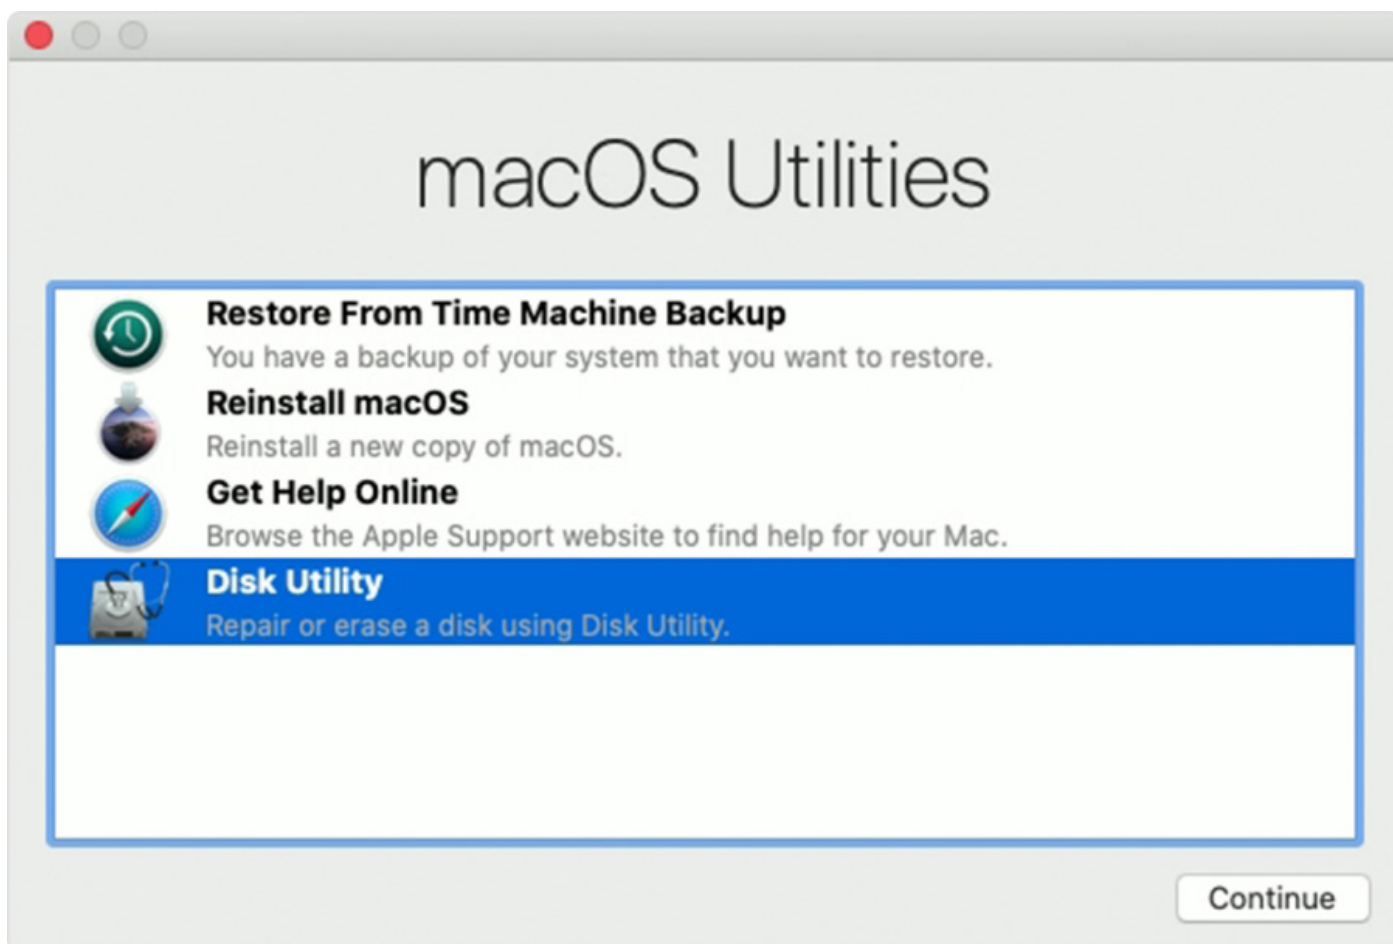 macOS Utilities
Restore From Time Machine Backup
You have a backup of your system that you want to restore.
Reinstall macOS
Reinstall a new copy of macOS.
Get Help Online
Browse the Apple Support website to find help for your Mac.
Disk Utility
Repair or erase a disk using Disk Utility.
Continue